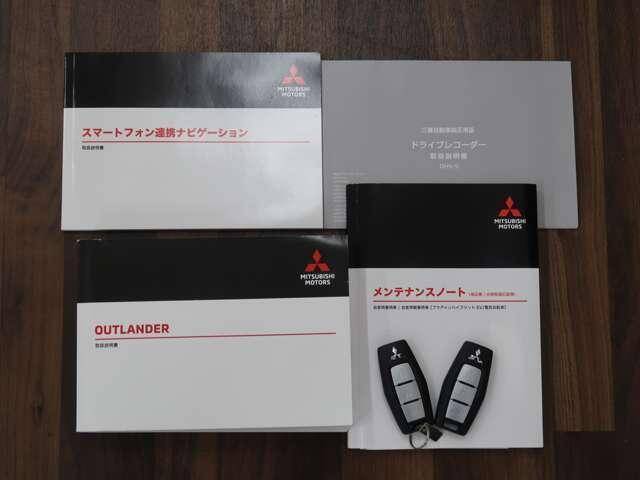 MITSUBISHI
MOTORS
スマートフォン連携ナビゲーション
取扱説明書
三菱自動車純正用品
ドライブレコーダー
取扱説明書
MITSUBISHI
MOTORS
OUTLANDER
取扱説明書
MITSUBISHI
MOTORS
メンテナンスノート